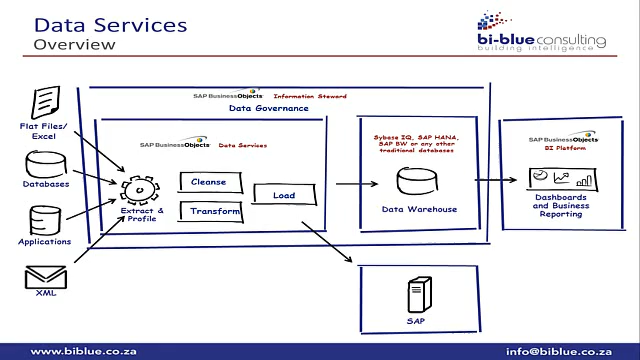 Data Services
Overview
bi-blueconsulting
building intelligence
SAP BusinessObjects Information Steward
Data Governance
Flat Files/
Excel
Databases
Applications
XML
SAP BusinessObjects Data Services
Extract &
Profile
Cleanse
Transform
Load
Sybase IQ, SAP HANA,
SAP BW or any other
traditional databases
Data Warehouse
SAP BusinessObjects
BI Platform
Dashboards
and Business
Reporting
SAP
www.biblue.co.za
info@biblue.co.za